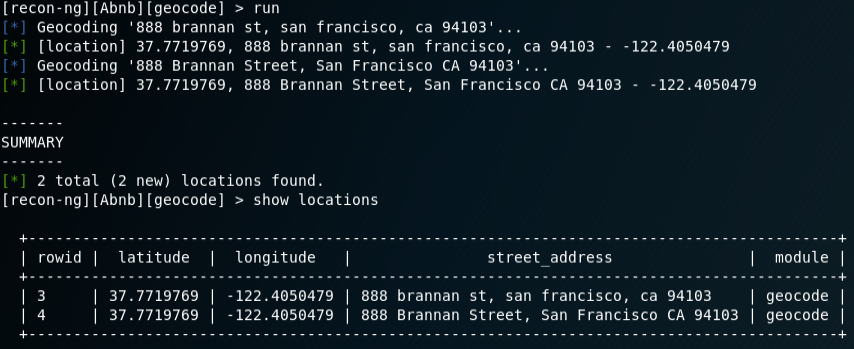 [recon-ng][Abnb][geocode] > run
[*] Geocoding '888 brannan st, san francisco, ca 94103'...
[*] [location] 37.7719769, 888 brannan st, san francisco, ca 94103 - -122.4050479
[*] Geocoding '888 Brannan Street, San Francisco CA 94103'...
[*] [location] 37.7719769, 888 Brannan Street, San Francisco CA 94103 - -122.4050479
-------
SUMMARY
-------
[*] 2 total (2 new) locations found.
[recon-ng][Abnb][geocode] > show locations
+---------------------------------------------------------------------------------------+
| rowid | latitude | longitude | street_address | module |
+---------------------------------------------------------------------------------------+
| 3 | 37.7719769 | -122.4050479 | 888 brannan st, san francisco, ca 94103 | geocode |
| 4 | 37.7719769 | -122.4050479 | 888 Brannan Street, San Francisco CA 94103 | geocode |
+---------------------------------------------------------------------------------------+